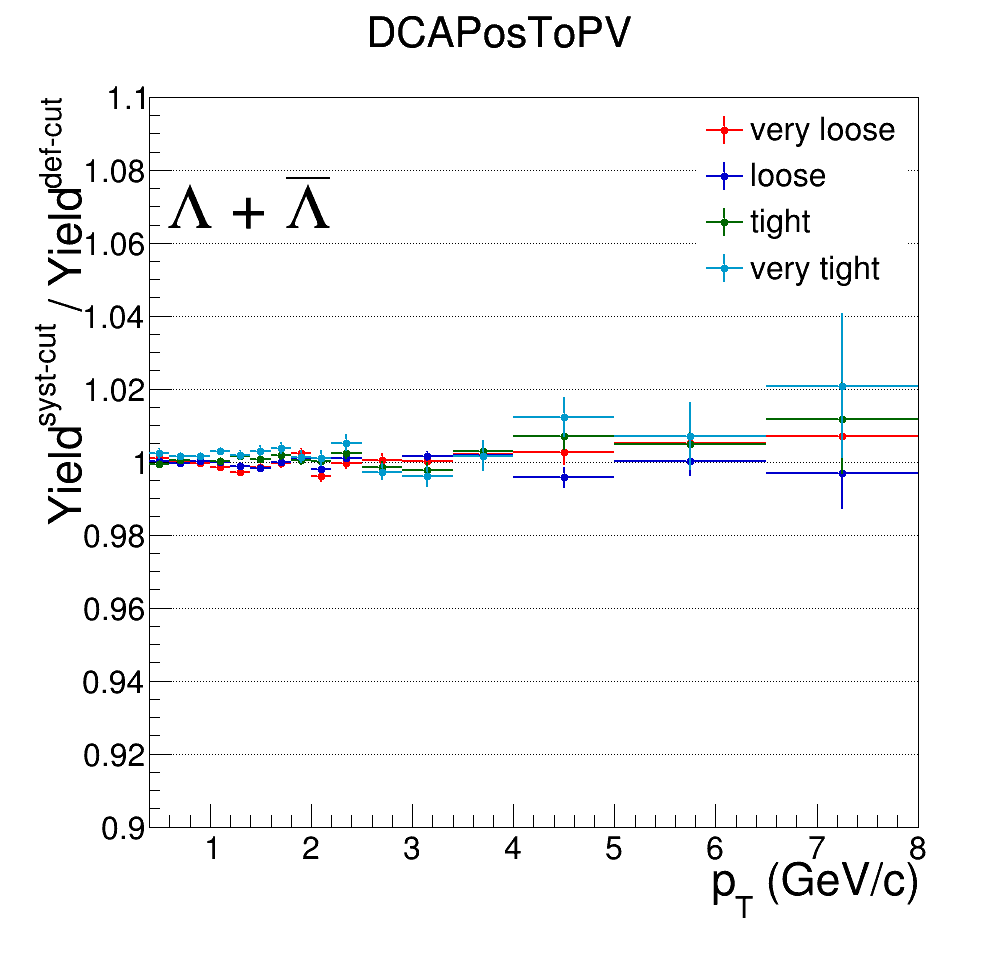 DCAPosToPV
Yield^syst-cut / Yield^def-cut
1.1
1.08
1.06
1.04
1.02
1
0.98
0.96
0.94
0.92
0.9
Λ + Λ̅
very loose
loose
tight
very tight
1 2 3 4 5 6 7 8
p_T (GeV/c)